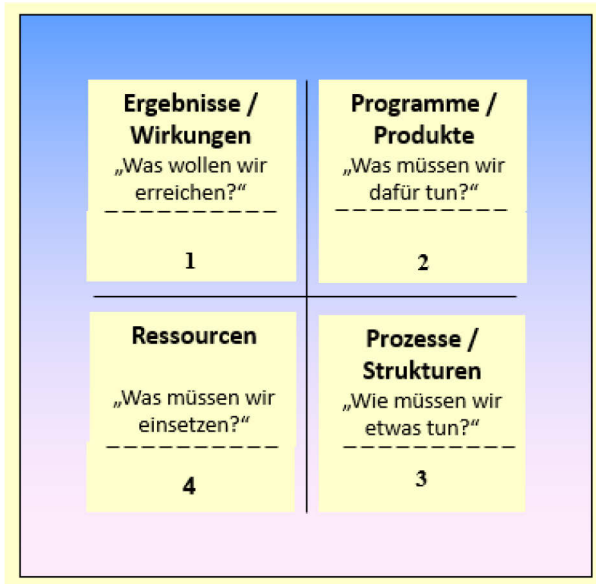 Ergebnisse /
Wirkungen
„Was wollen wir
erreichen?“
1
Programme /
Produkte
„Was müssen wir
dafür tun?“
2
Ressourcen
„Was müssen wir
einsetzen?“
4
Prozesse /
Strukturen
„Wie müssen wir
etwas tun?“
3